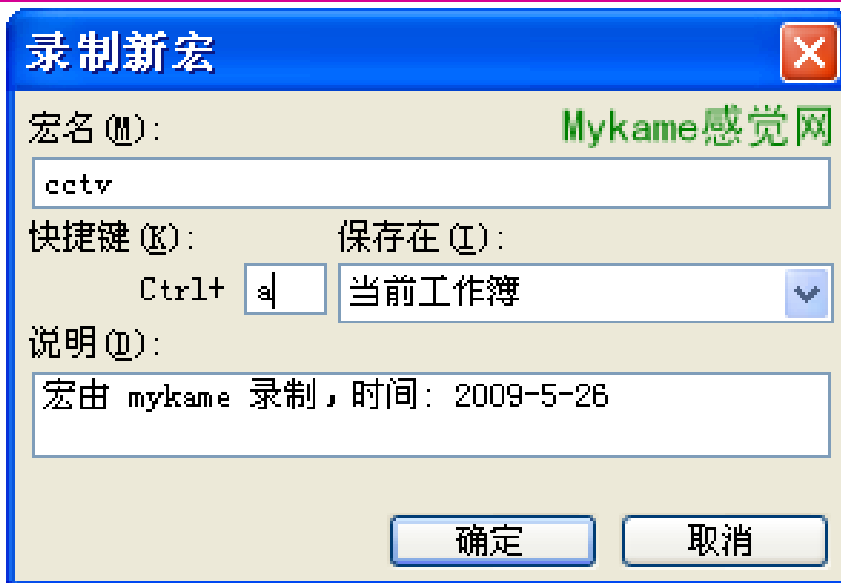 录制新宏
宏名(M):
Mykame感觉网
cctv
快捷键(K):
保存在(I):
Ctrl+ a
当前工作簿
说明(D):
宏由 mykame 录制，时间: 2009-5-26
确定
取消